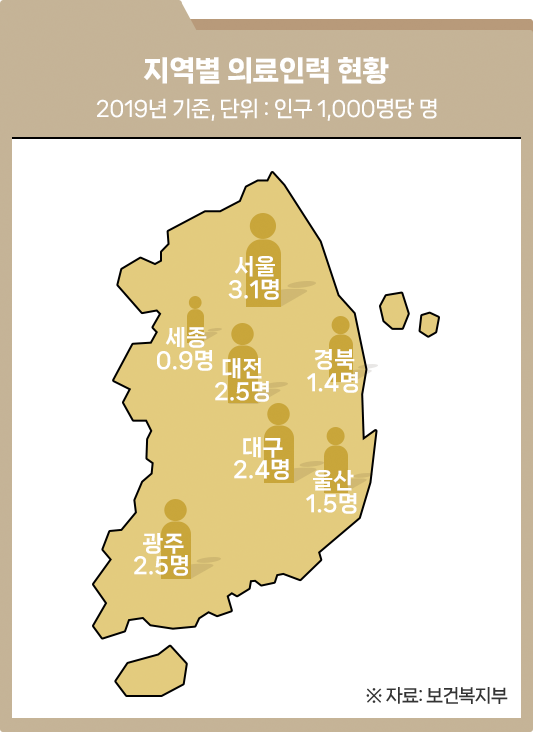 지역별 의료인력 현황
2019년 기준, 단위 : 인구 1,000명당 명
서울
3.1명
세종
0.9명
대전
2.5명
경북
1.4명
대구
2.4명
울산
1.5명
광주
2.5명
※ 자료: 보건복지부